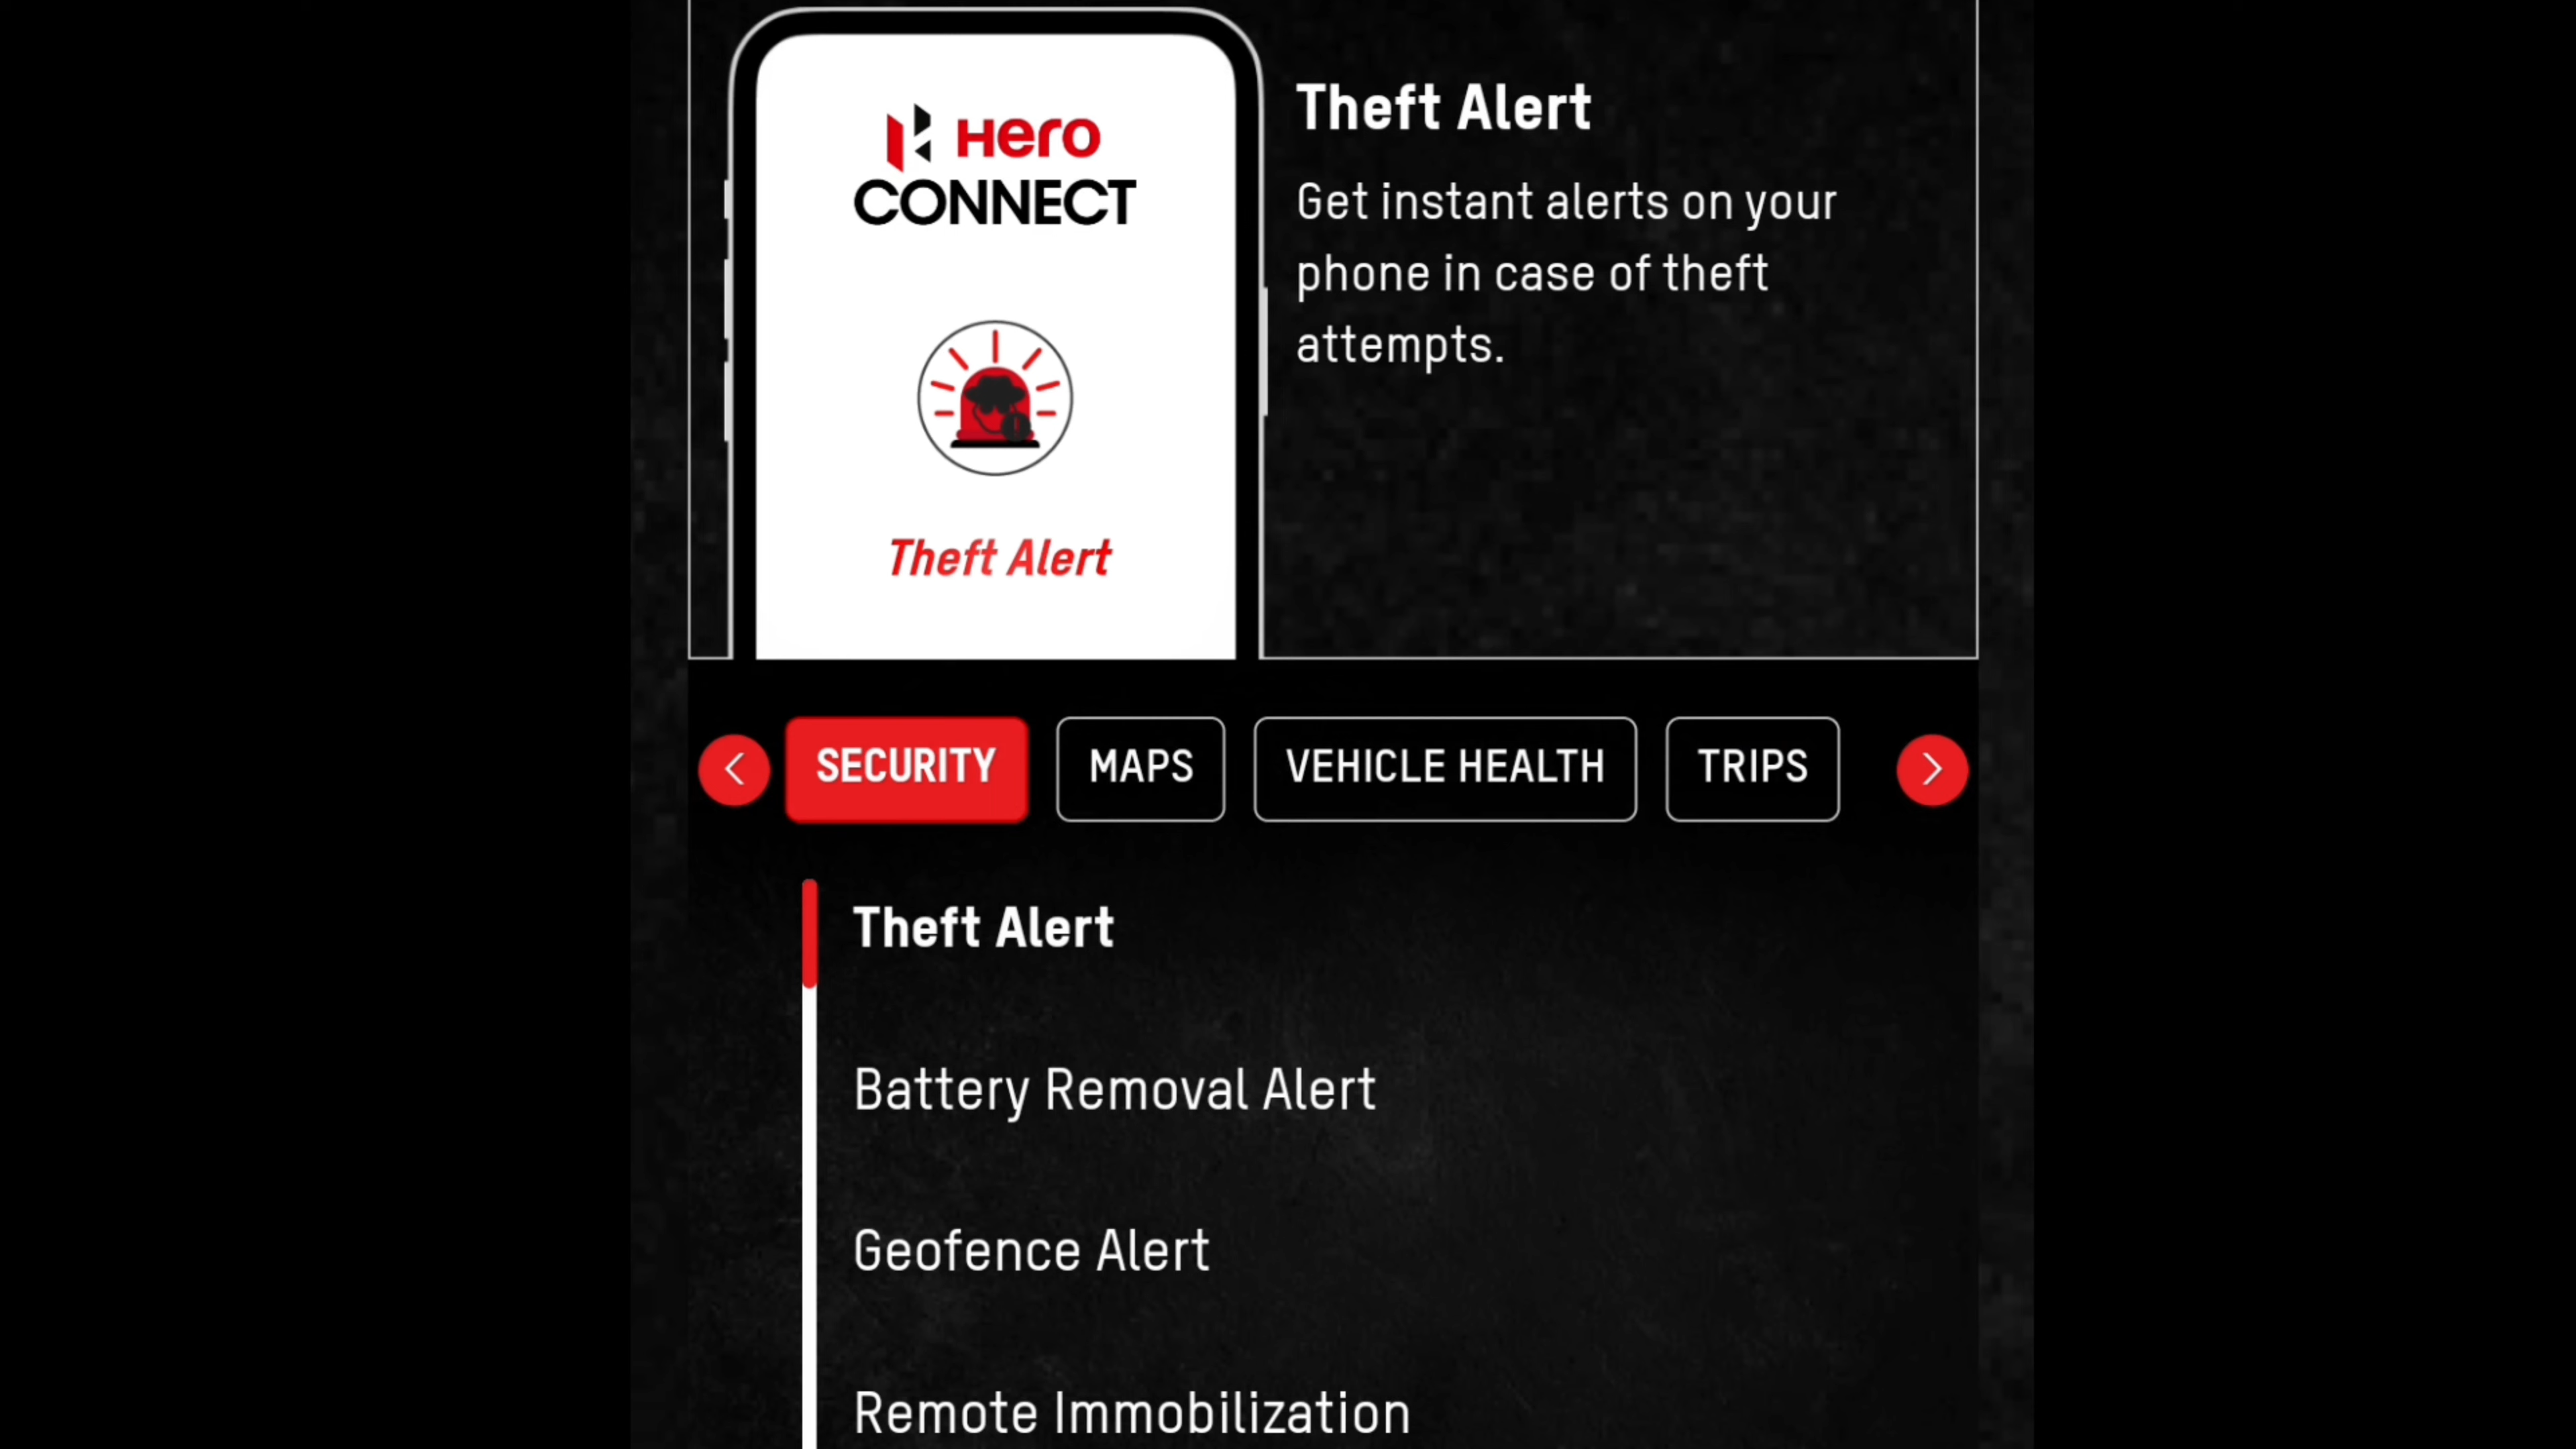 Hero
CONNECT
Theft Alert
Theft Alert
Get instant alerts on your
phone in case of theft
attempts.
SECURITY
MAPS
VEHICLE HEALTH
TRIPS
Theft Alert
Battery Removal Alert
Geofence Alert
Remote Immobilization